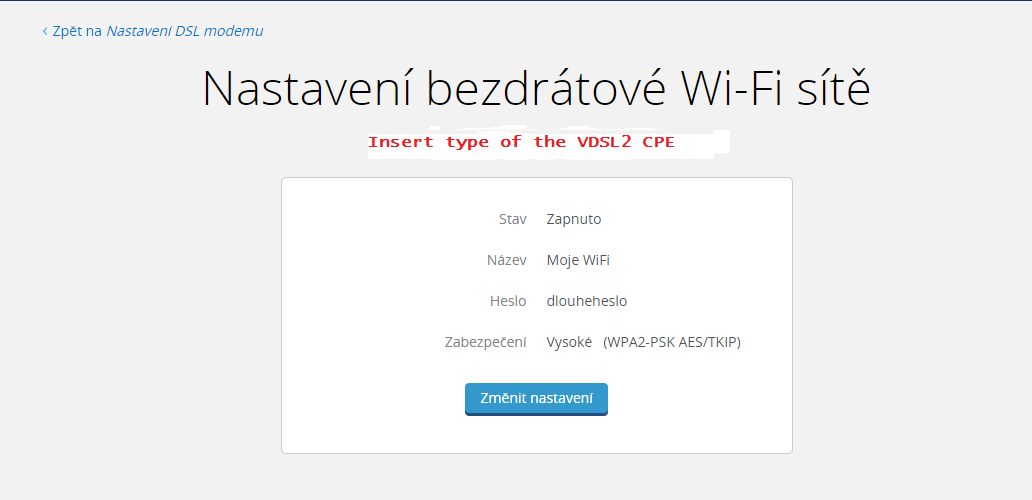 ‹ Zpět na Nastavení DSL modemu
Nastavení bezdrátové Wi-Fi sítě
Insert type of the VDSL2 CPE
Stav Zapnuto
Název Moje WiFi
Heslo dlouheheslo
Zabezpečení Vysoké (WPA2-PSK AES/TKIP)
Změnit nastavení